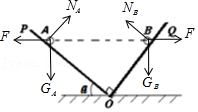 N_A N_B
P A B Q
F F
G_A G_B
α
O